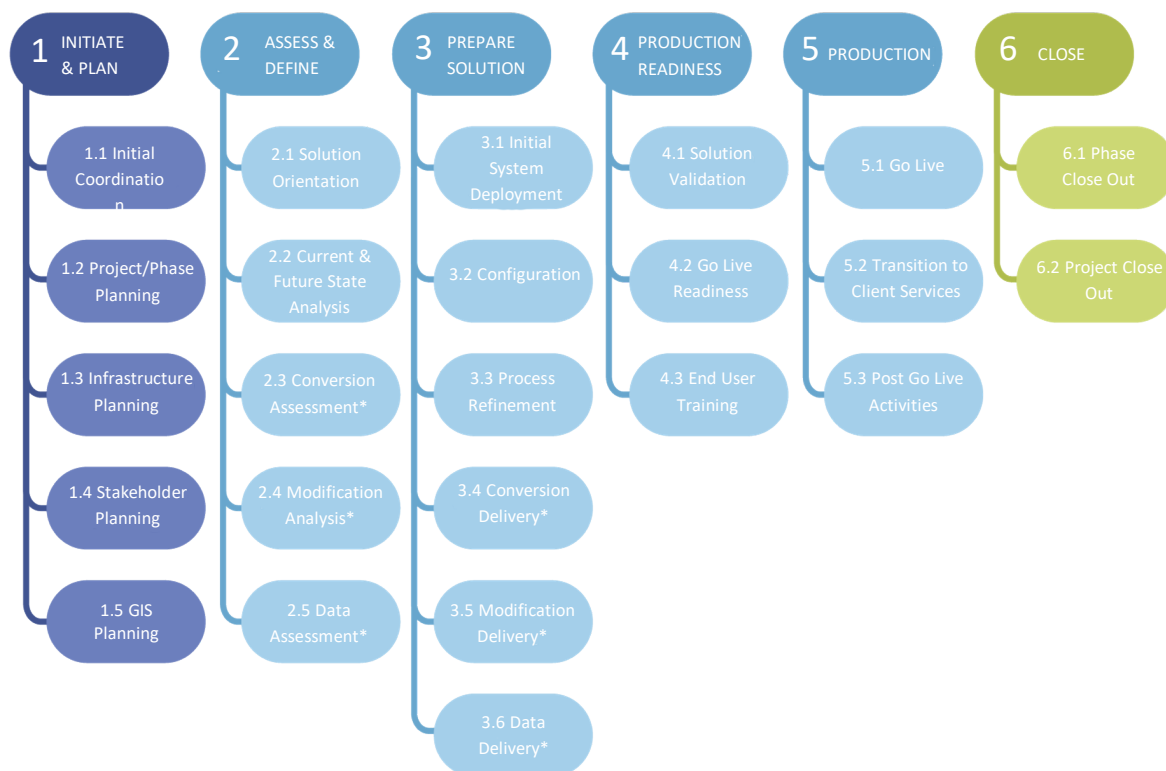 1 INITIATE
& PLAN
1.1 Initial
Coordinatio
n
1.2 Project/Phase
Planning
1.3 Infrastructure
Planning
1.4 Stakeholder
Planning
1.5 GIS
Planning
2 ASSESS &
DEFINE
2.1 Solution
Orientation
2.2 Current &
Future State
Analysis
2.3 Conversion
Assessment*
2.4 Modification
Analysis*
2.5 Data
Assessment*
3 PREPARE
SOLUTION
3.1 Initial
System
Deployment
3.2 Configuration
3.3 Process
Refinement
3.4 Conversion
Delivery*
3.5 Modification
Delivery*
3.6 Data
Delivery*
4 PRODUCTION
READINESS
4.1 Solution
Validation
4.2 Go Live
Readiness
4.3 End User
Training
5 PRODUCTION
5.1 Go Live
5.2 Transition to
Client Services
5.3 Post Go Live
Activities
6 CLOSE
6.1 Phase
Close Out
6.2 Project Close
Out